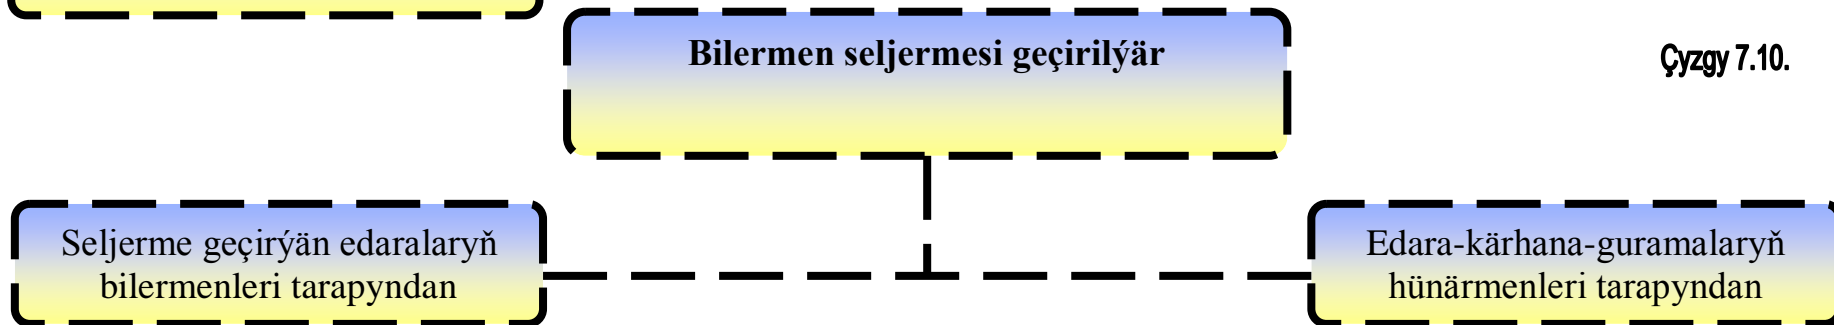 Bilermen seljermesi geçirilýär
Çyzgy 7.10.
Seljerme geçirýän edaralaryň
bilermenleri tarapyndan
Edara-kärhana-guramalaryň
hünärmenleri tarapyndan